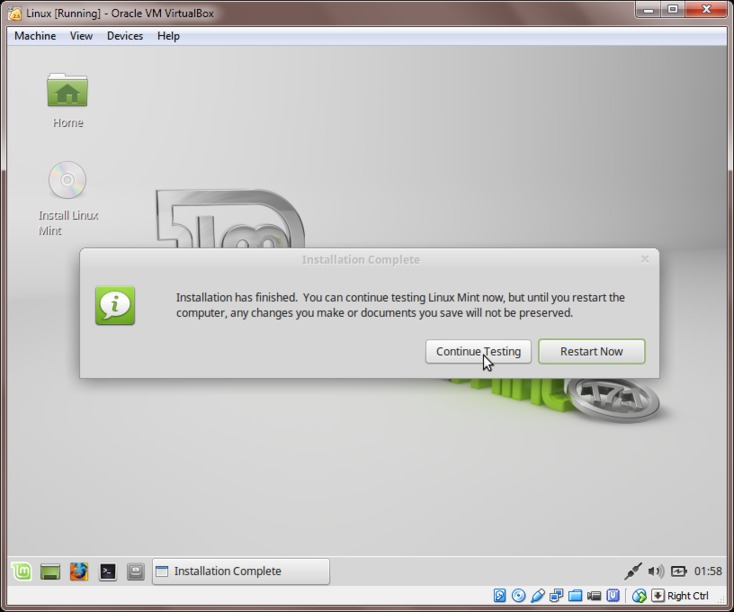 Linux [Running] - Oracle VM VirtualBox
Machine View Devices Help
Home
Install Linux
Mint
Installation Complete
Installation has finished. You can continue testing Linux Mint now, but until you restart the
computer, any changes you make or documents you save will not be preserved.
Continue Testing Restart Now
17.1
Installation Complete
01:58
Right Ctrl